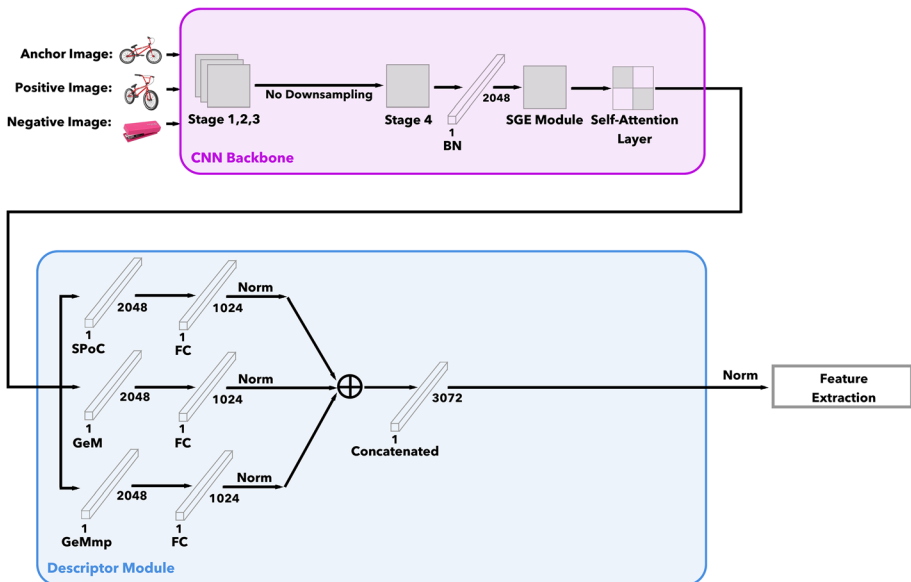 Anchor Image:
Positive Image:
Negative Image:
Stage 1,2,3
No Downsampling
Stage 4
1
BN
2048
SGE Module
Self-Attention
Layer
CNN Backbone
1
SPoC
2048
1
FC
1024
Norm
1
GeM
2048
1
FC
1024
Norm
1
GeMmp
2048
1
FC
1024
Norm
1
Concatenated
3072
Norm
Feature
Extraction
Descriptor Module